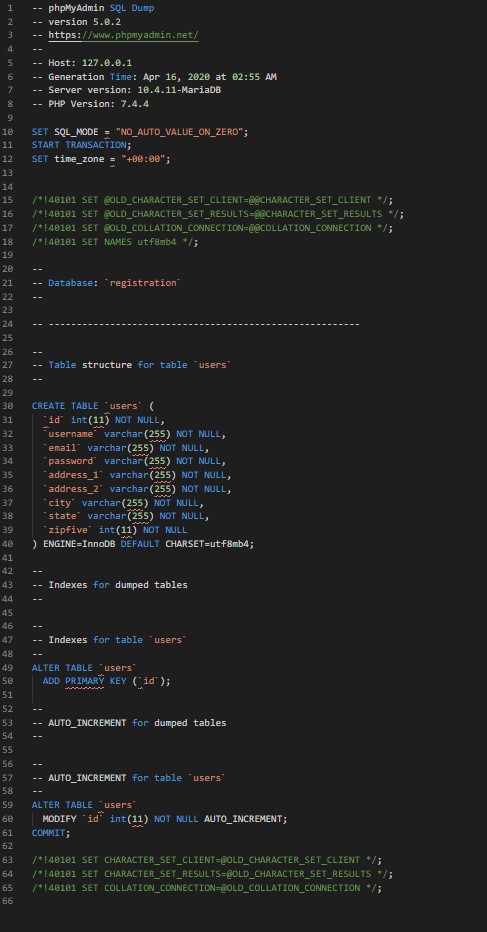 1 -- phpMyAdmin SQL Dump
2 -- version 5.0.2
3 -- https://www.phpmyadmin.net/
4 --
5 -- Host: 127.0.0.1
6 -- Generation Time: Apr 16, 2020 at 02:55 AM
7 -- Server version: 10.4.11-MariaDB
8 -- PHP Version: 7.4.4
9
10 SET SQL_MODE = "NO_AUTO_VALUE_ON_ZERO";
11 START TRANSACTION;
12 SET time_zone = "+00:00";
13
14
15 /*!40101 SET @OLD_CHARACTER_SET_CLIENT=@@CHARACTER_SET_CLIENT */;
16 /*!40101 SET @OLD_CHARACTER_SET_RESULTS=@@CHARACTER_SET_RESULTS */;
17 /*!40101 SET @OLD_COLLATION_CONNECTION=@@COLLATION_CONNECTION */;
18 /*!40101 SET NAMES utf8mb4 */;
19
20 --
21 -- Database: `registration`
22 --
23
24 -- --------------------------------------------------------
25
26 --
27 -- Table structure for table `users`
28 --
29
30 CREATE TABLE `users` (
31 `id` int(11) NOT NULL,
32 `username` varchar(255) NOT NULL,
33 `email` varchar(255) NOT NULL,
34 `password` varchar(255) NOT NULL,
35 `address_1` varchar(255) NOT NULL,
36 `address_2` varchar(255) NOT NULL,
37 `city` varchar(255) NOT NULL,
38 `state` varchar(255) NOT NULL,
39 `zipfive` int(11) NOT NULL
40 ) ENGINE=InnoDB DEFAULT CHARSET=utf8mb4;
41
42 --
43 -- Indexes for dumped tables
44 --
45
46 --
47 -- Indexes for table `users`
48 --
49 ALTER TABLE `users`
50 ADD PRIMARY KEY (`id`);
51
52 --
53 -- AUTO_INCREMENT for dumped tables
54 --
55
56 --
57 -- AUTO_INCREMENT for table `users`
58 --
59 ALTER TABLE `users`
60 MODIFY `id` int(11) NOT NULL AUTO_INCREMENT;
61 COMMIT;
62
63 /*!40101 SET CHARACTER_SET_CLIENT=@OLD_CHARACTER_SET_CLIENT */;
64 /*!40101 SET CHARACTER_SET_RESULTS=@OLD_CHARACTER_SET_RESULTS */;
65 /*!40101 SET COLLATION_CONNECTION=@OLD_COLLATION_CONNECTION */;
66